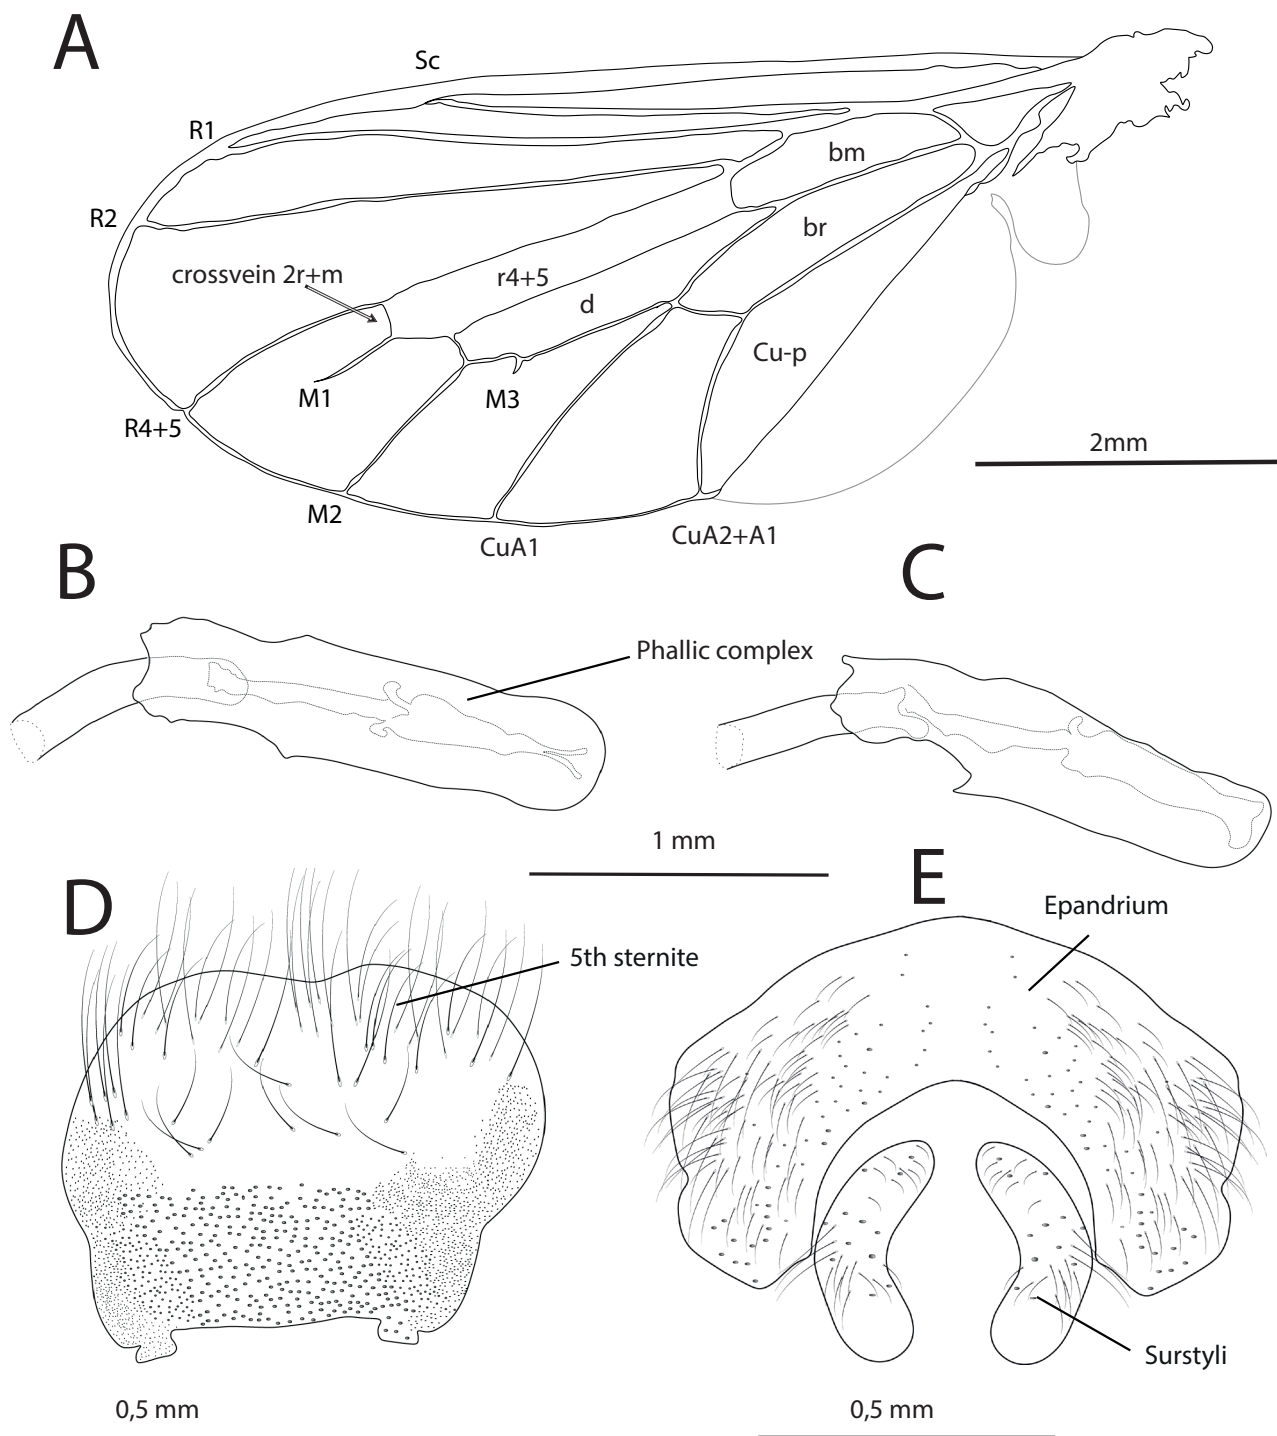 A
Sc
R1
bm
R2
br
crossvein 2r+m
r4+5
d
Cu-p
M1
M3
R4+5
2mm
M2
CuA2+A1
CuA1
B
C
Phallic complex
1 mm
D
E
Epandrium
5th sternite
Surstyli
0,5 mm
0,5 mm